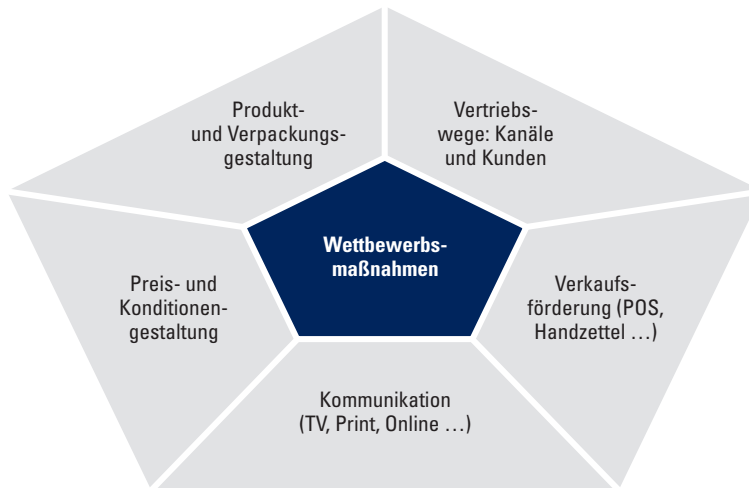 Produkt-
und Verpackungs-
gestaltung
Vertriebs-
wege: Kanäle
und Kunden
Wettbewerbs-
maßnahmen
Preis- und
Konditionen-
gestaltung
Verkaufs-
förderung (POS,
Handzettel …)
Kommunikation
(TV, Print, Online …)